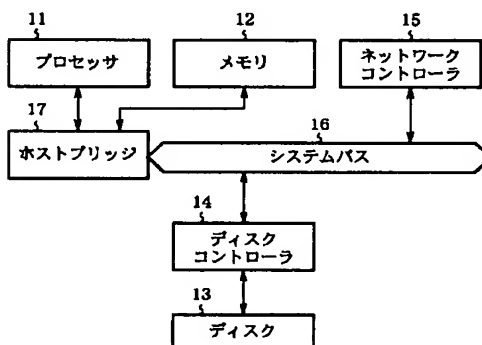 11
プロセッサ
12
メモリ
15
ネットワーク
コントローラ
17
ホストブリッジ
16
システムバス
14
ディスク
コントローラ
13
ディスク